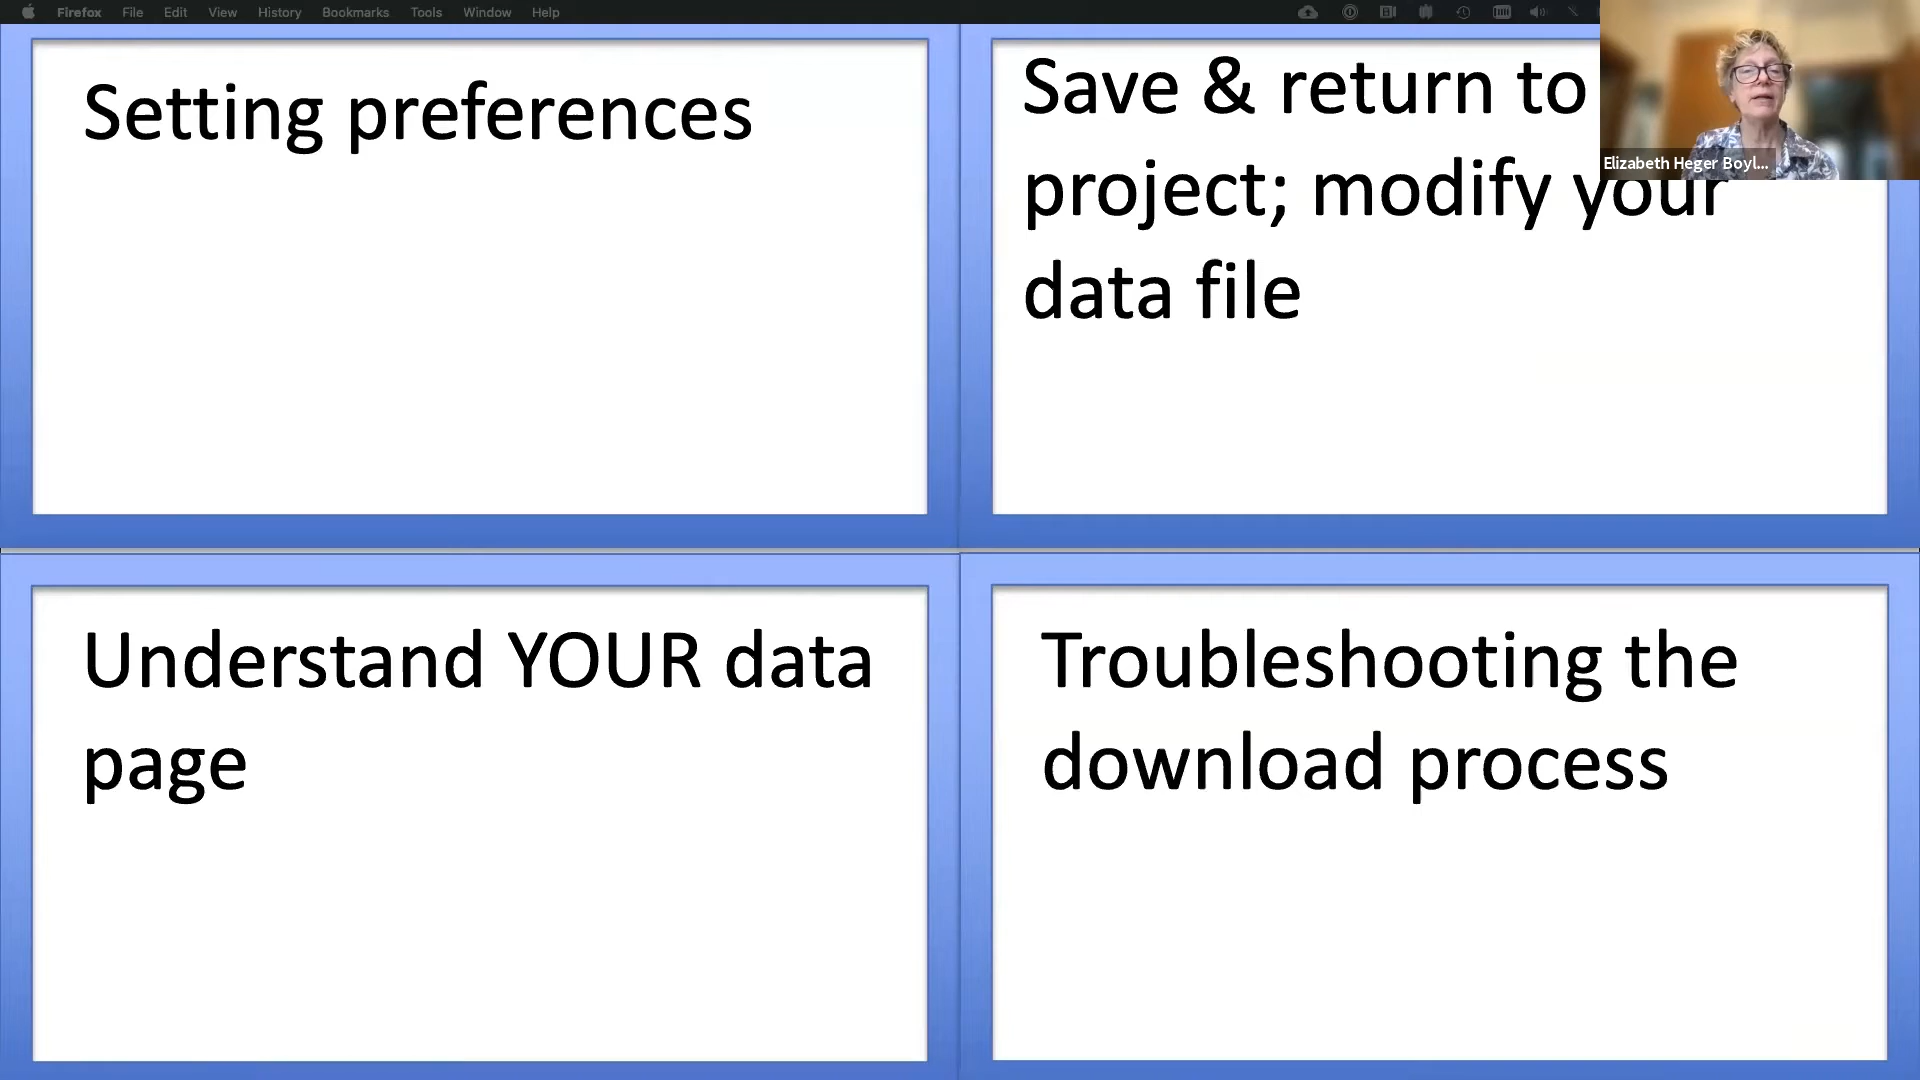 Firefox File Edit View History Bookmarks Tools Window Help
Setting preferences
Save & return to
project; modify your
data file
Elizabeth Heger Boyl...
Understand YOUR data
page
Troubleshooting the
download process